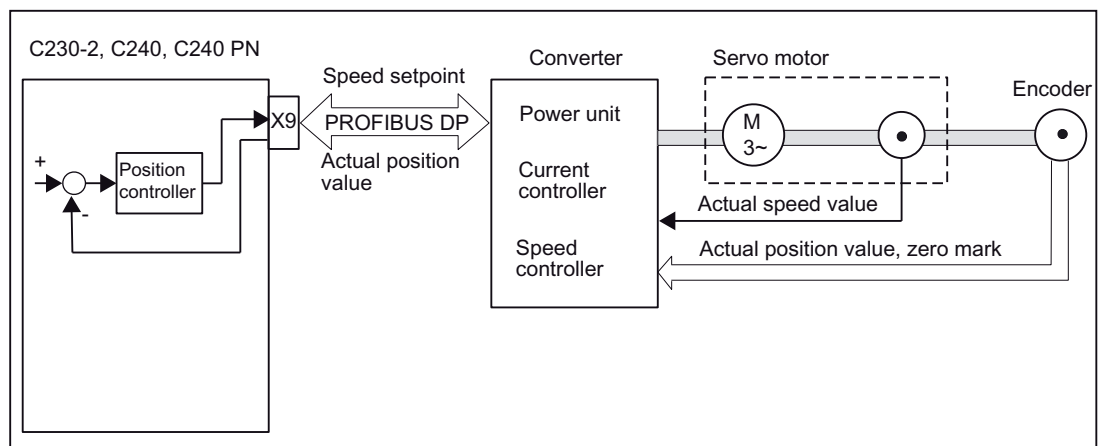 C230-2, C240, C240 PN
Converter
Servo motor
Encoder
Speed setpoint
PROFIBUS DP
Actual position
value
X9
Power unit
M
3~
+
Position
controller
-
Current
controller
Actual speed value
Speed
controller
Actual position value, zero mark